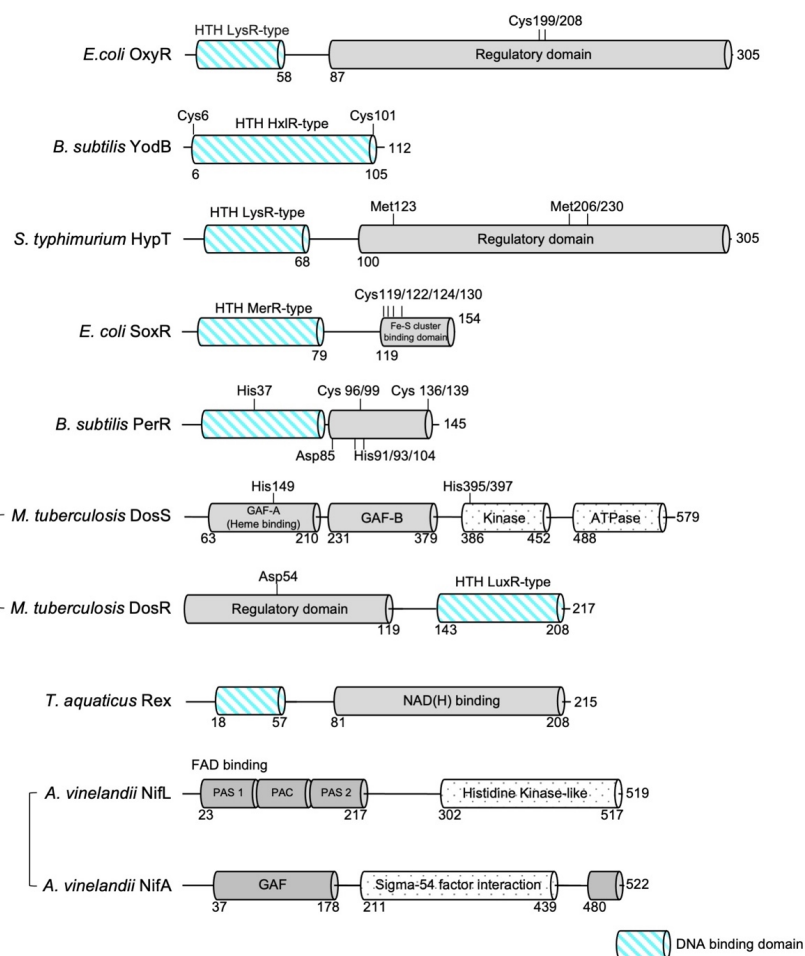 HTH LysR-type
Cys199/208
E.coli OxyR
Regulatory domain
305
58
87
Cys6
HTH HxlR-type
Cys101
B. subtilis YodB
112
6
105
HTH LysR-type
Met123
Met206/230
S. typhimurium HypT
Regulatory domain
305
68
100
HTH MerR-type
Cys119/122/124/130
E. coli SoxR
Fe-S cluster
binding domain
154
79
119
His37
Cys 96/99
Cys 136/139
B. subtilis PerR
145
Asp85
His91/93/104
His149
His395/397
M. tuberculosis DosS
GAF-A
(Heme binding)
GAF-B
Kinase
ATPase
579
63
210
231
379
386
452
488
Asp54
HTH LuxR-type
M. tuberculosis DosR
Regulatory domain
217
119
143
208
T. aquaticus Rex
NAD(H) binding
215
18
57
81
208
FAD binding
A. vinelandii NifL
PAS 1
PAC
PAS 2
Histidine Kinase-like
519
23
217
302
517
A. vinelandii NifA
GAF
Sigma-54 factor interaction
522
37
178
211
439
480
DNA binding domain